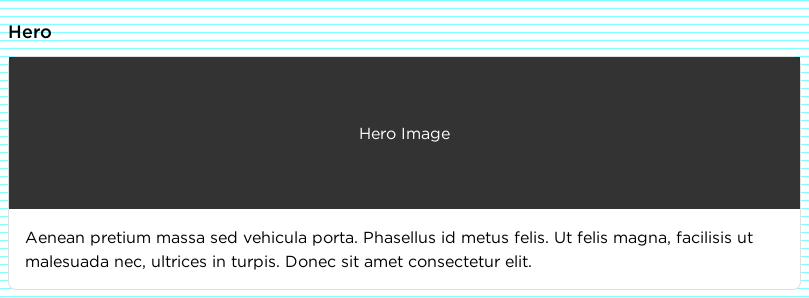 Hero
Hero Image
Aenean pretium massa sed vehicula porta. Phasellus id metus felis. Ut felis magna, facilisis ut
malesuada nec, ultrices in turpis. Donec sit amet consectetur elit.